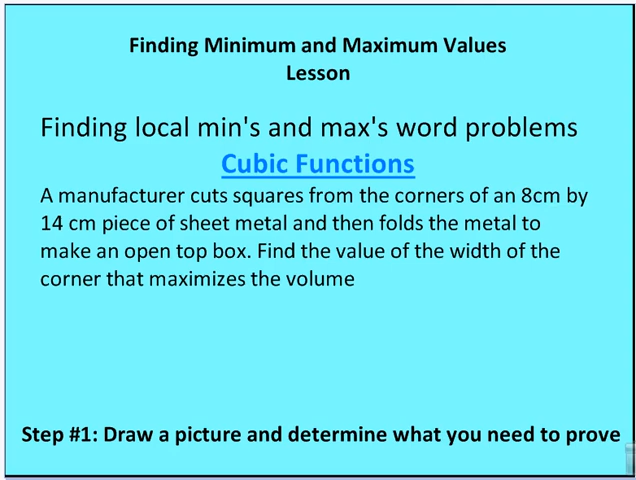 Finding Minimum and Maximum Values
Lesson
Finding local min's and max's word problems
Cubic Functions
A manufacturer cuts squares from the corners of an 8cm by
14 cm piece of sheet metal and then folds the metal to
make an open top box. Find the value of the width of the
corner that maximizes the volume
Step #1: Draw a picture and determine what you need to prove